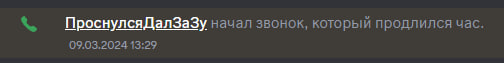 ПроснулсяДалЗаЗу начал звонок, который продлился час.
09.03.2024 13:29